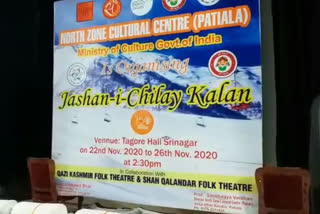 NORTH ZONE CULTURAL CENTRE (PATIALA)
Ministry of Culture Govt.of India
Is Organising
Jashan-i-Chilay Kalan
Venue: Tagore Hall Srinagar
on 22nd Nov. 2020 to 26th Nov. 2020
at 2:30pm
In Collaboration With
QAZI KASHMIR FOLK THEATRE & SHAH QALANDAR FOLK THEATRE